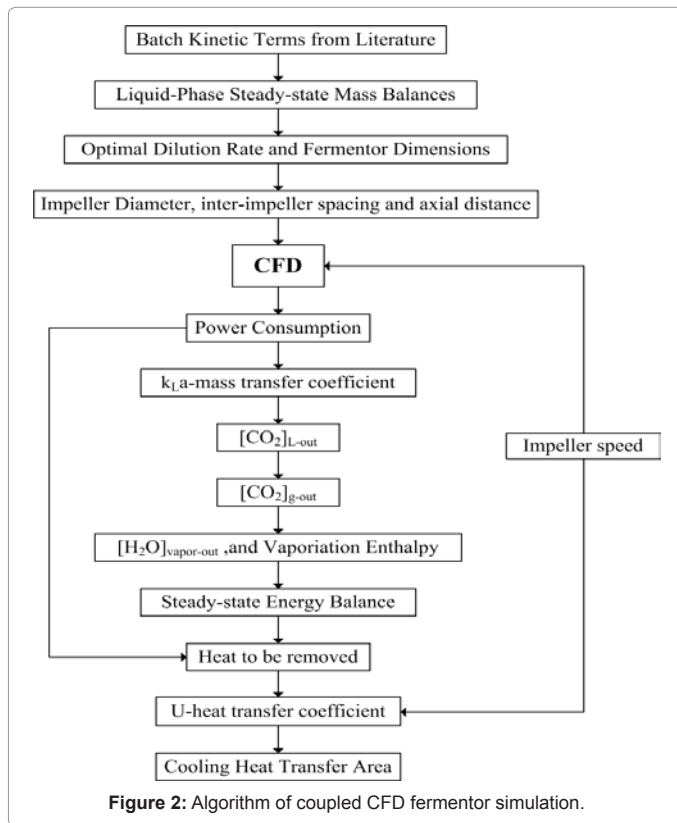 Batch Kinetic Terms from Literature
Liquid-Phase Steady-state Mass Balances
Optimal Dilution Rate and Fermentor Dimensions
Impeller Diameter, inter-impeller spacing and axial distance
CFD
Power Consumption
kLa-mass transfer coefficient
[CO2]L-out
Impeller speed
[CO2]g-out
[H2O]vapor-out ,and Vaporiation Enthalpy
Steady-state Energy Balance
Heat to be removed
U-heat transfer coefficient
Cooling Heat Transfer Area
Figure 2: Algorithm of coupled CFD fermentor simulation.